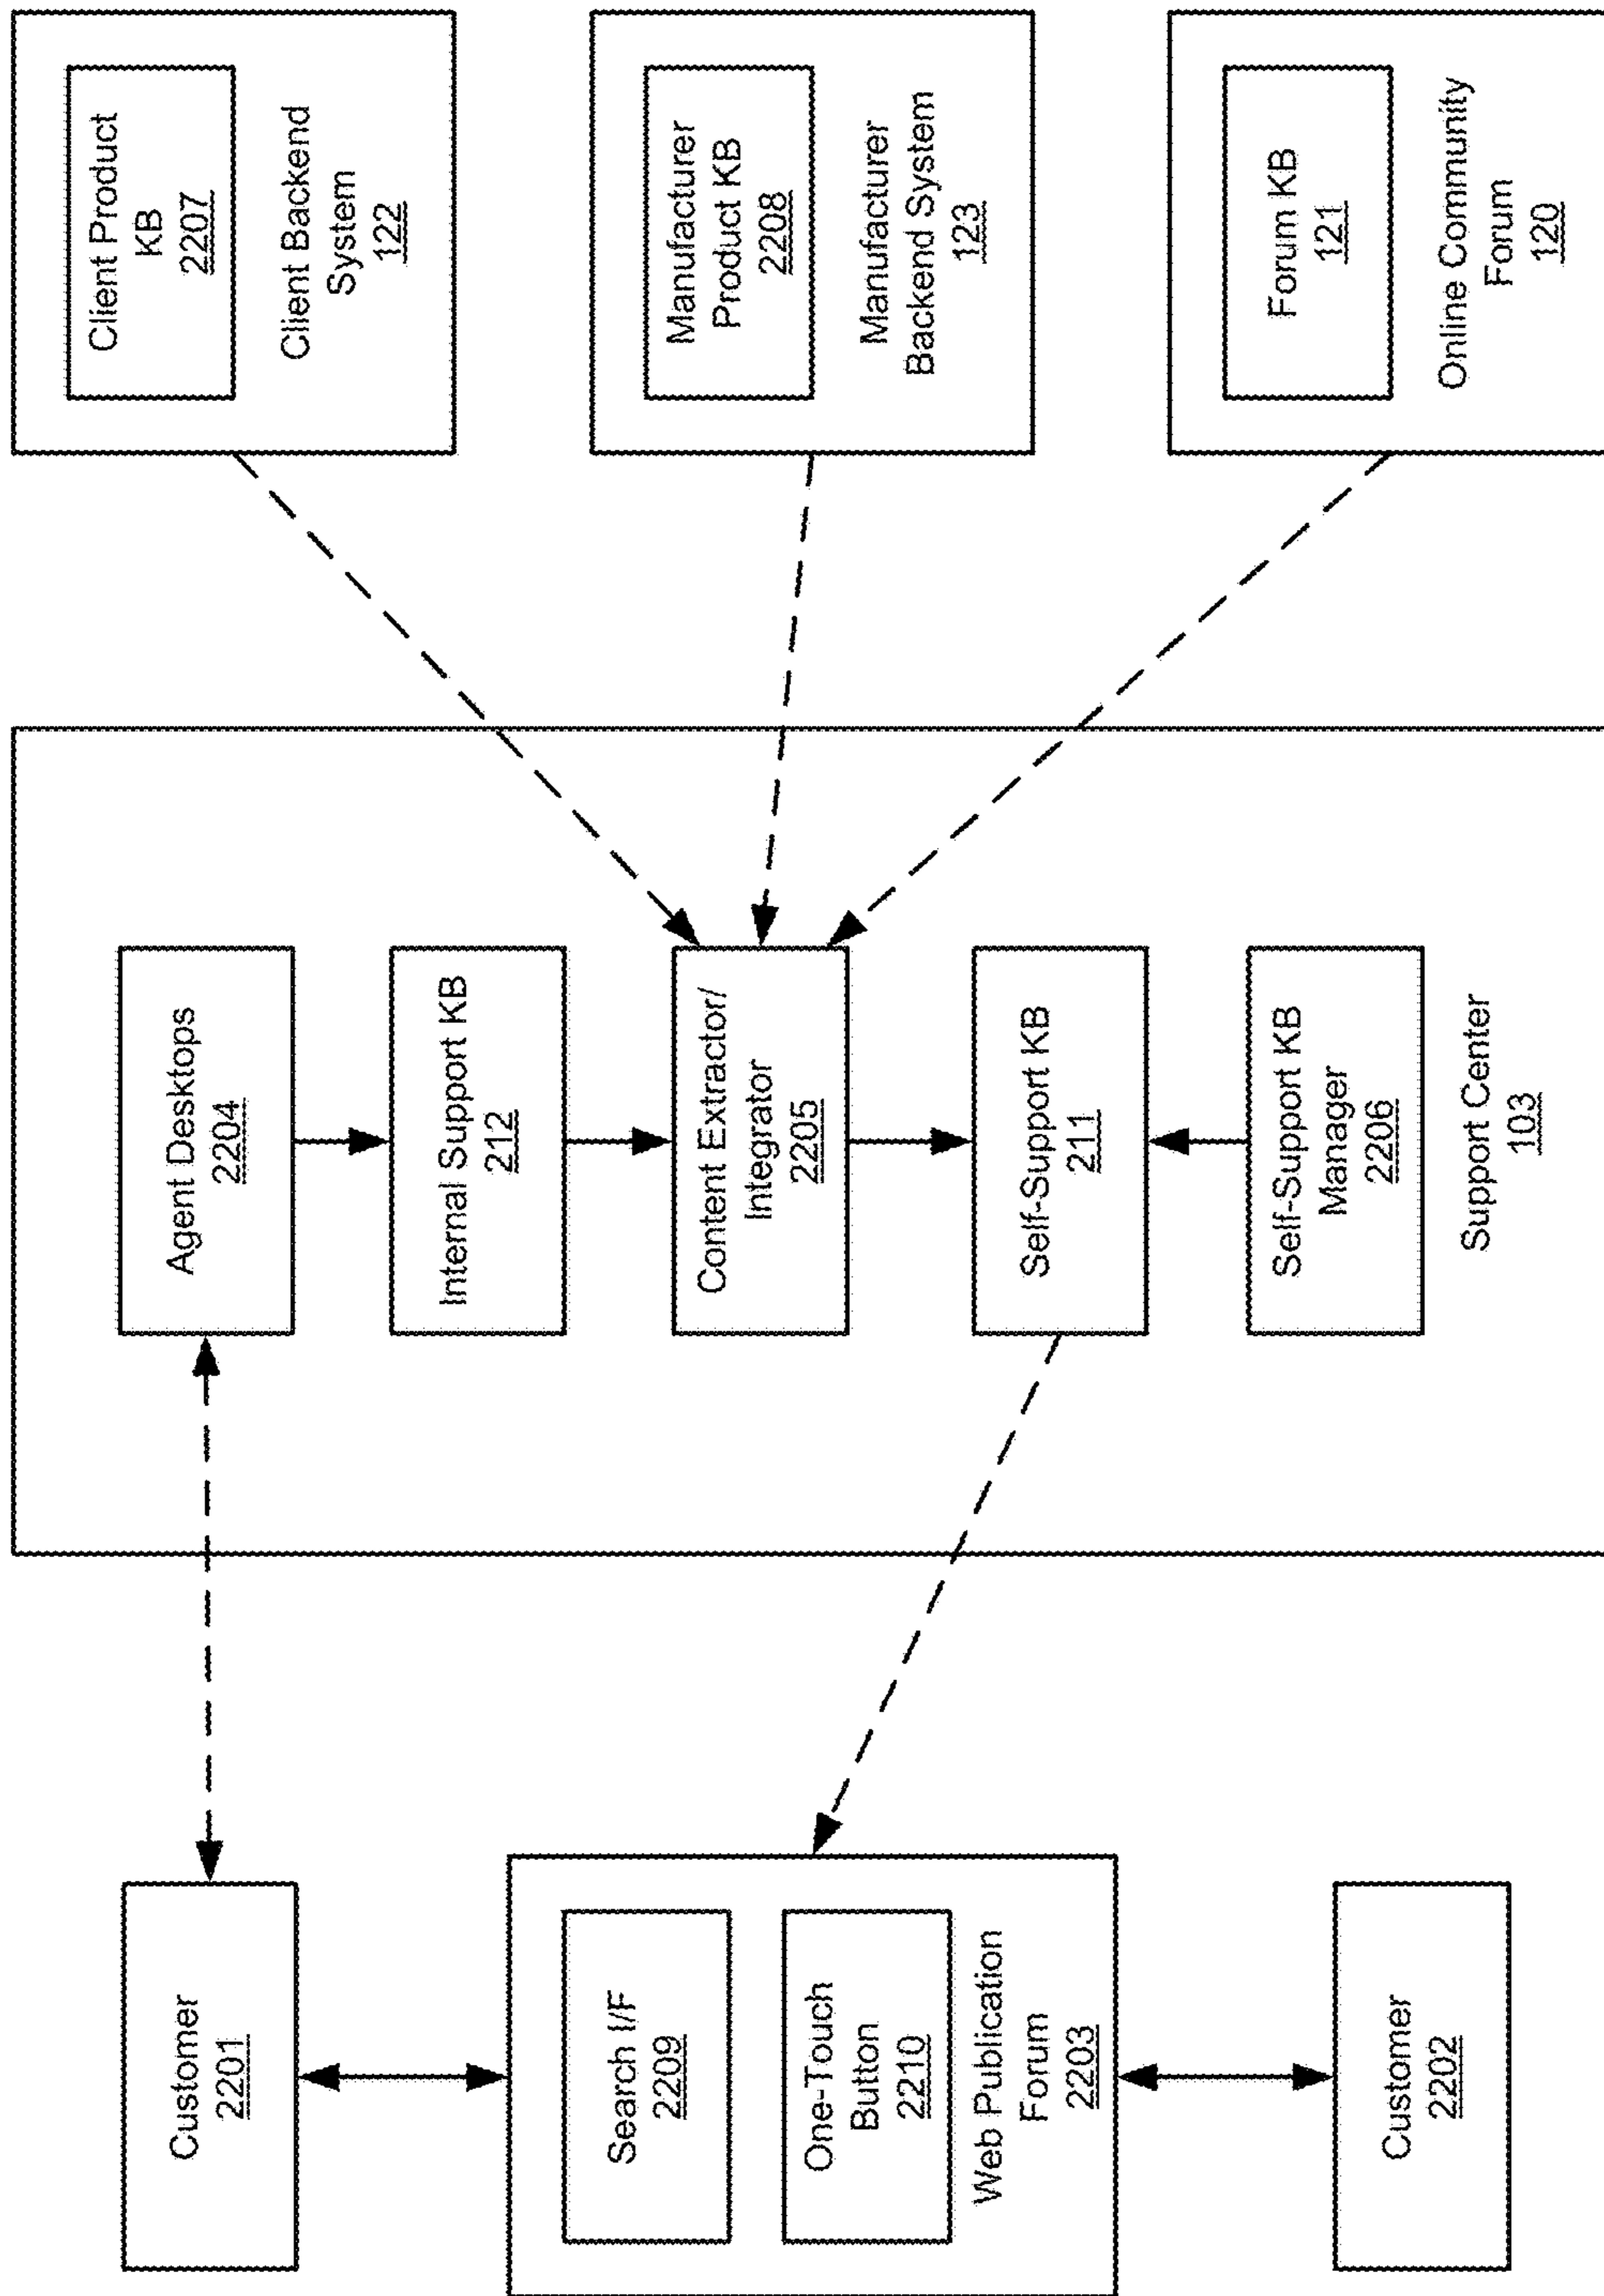 Customer
2201
Search I/F
2209
One-Touch
Button
2210
Web Publication
Forum
2203
Customer
2202
Agent Desktops
2204
Internal Support KB
212
Content Extractor/
Integrator
2205
Self-Support KB
211
Self-Support KB
Manager
2206
Support Center
103
Client Product
KB
2207
Client Backend
System
122
Manufacturer
Product KB
2208
Manufacturer
Backend System
123
Forum KB
121
Online Community
Forum
120